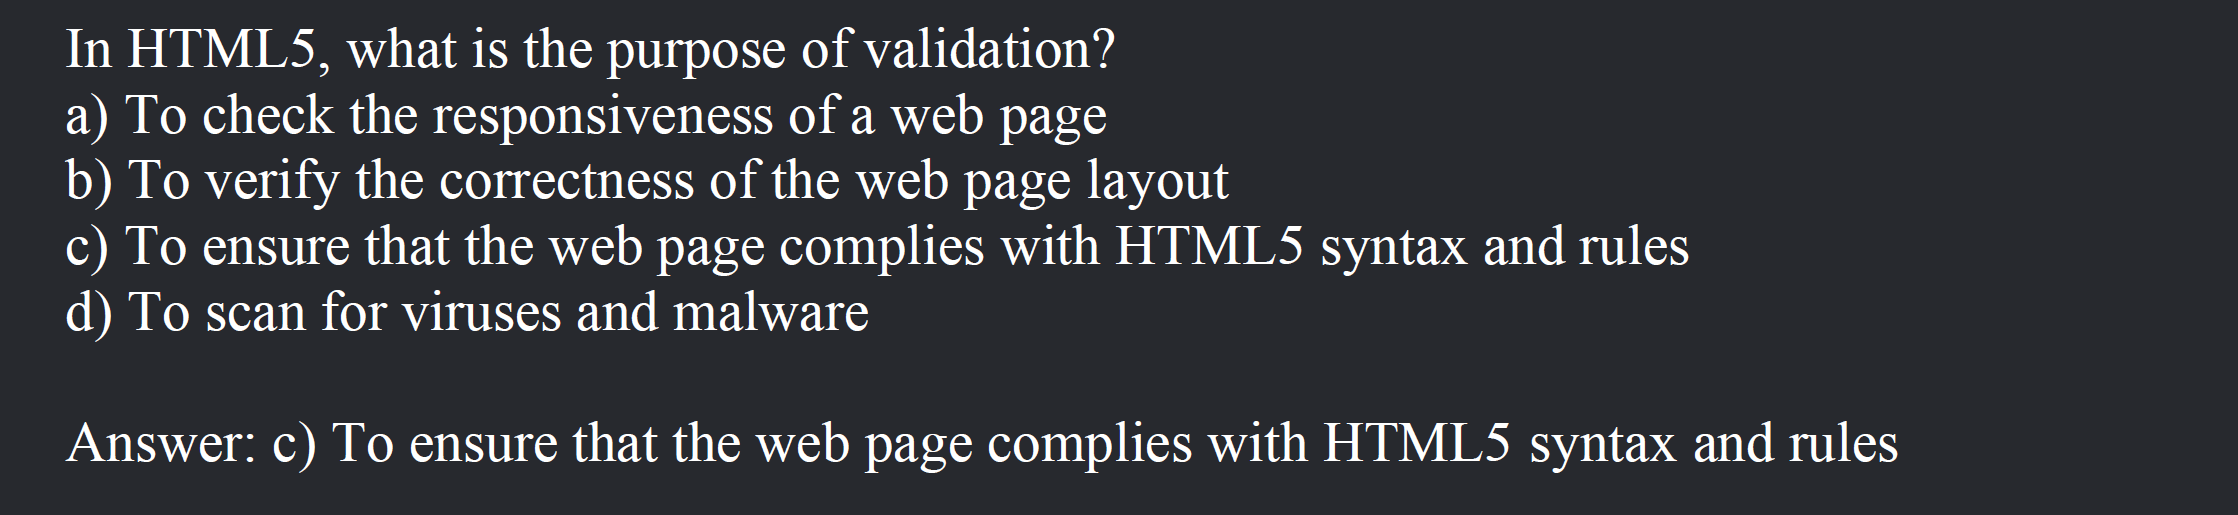 In HTML5, what is the purpose of validation?
a) To check the responsiveness of a web page
b) To verify the correctness of the web page layout
c) To ensure that the web page complies with HTML5 syntax and rules
d) To scan for viruses and malware
Answer: c) To ensure that the web page complies with HTML5 syntax and rules